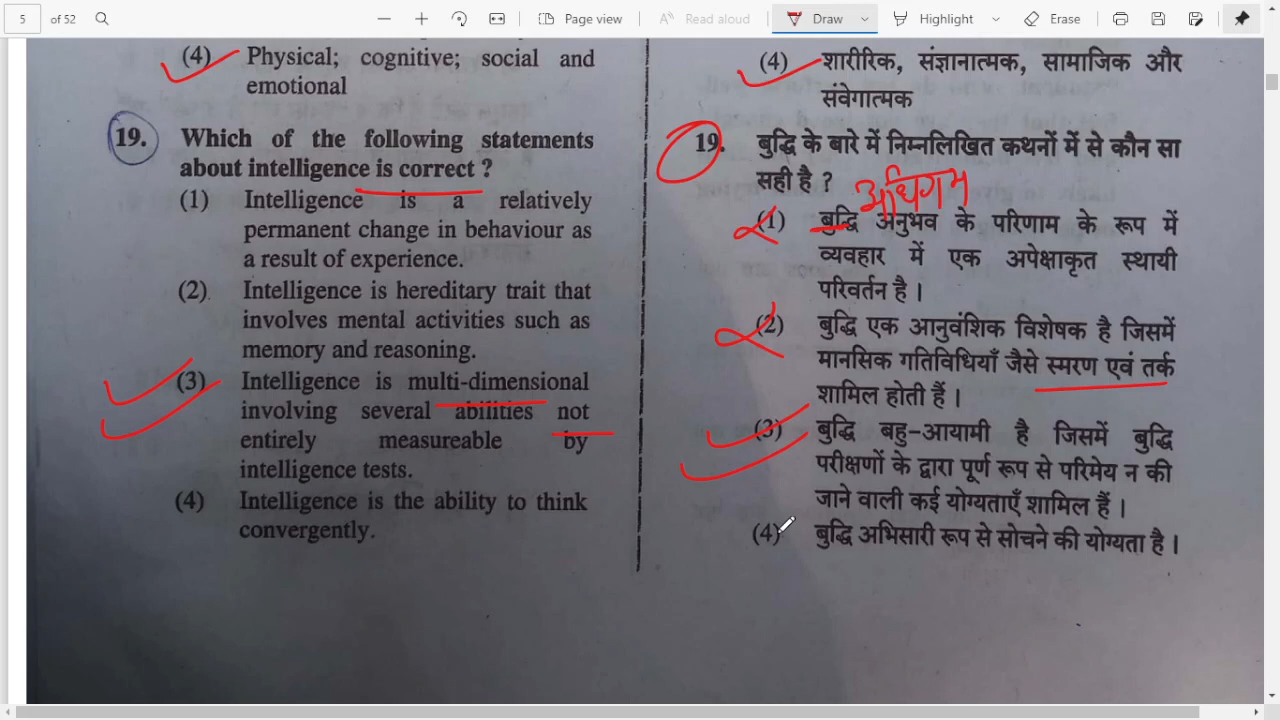 5 of 52
Page view
Read aloud
Draw
Highlight
Erase
(4) Physical; cognitive; social and
emotional
19. Which of the following statements
about intelligence is correct ?
(1) Intelligence is a relatively
permanent change in behaviour as
a result of experience.
(2) Intelligence is hereditary trait that
involves mental activities such as
memory and reasoning.
(3) Intelligence is multi-dimensional
involving several abilities not
entirely measureable by
intelligence tests.
(4) Intelligence is the ability to think
convergently.
(4) शारीरिक, संज्ञानात्मक, सामाजिक और
संवेगात्मक
19. बुद्धि के बारे में निम्नलिखित कथनों में से कौन सा
सही है ?
अधिगम
(1) बुद्धि अनुभव के परिणाम के रूप में
व्यवहार में एक अपेक्षाकृत स्थायी
परिवर्तन है ।
(2) बुद्धि एक आनुवंशिक विशेषक है जिसमें
मानसिक गतिविधियाँ जैसे स्मरण एवं तर्क
शामिल होती हैं ।
(3) बुद्धि बहु-आयामी है जिसमें बुद्धि
परीक्षणों के द्वारा पूर्ण रूप से परिमेय न की
जाने वाली कई योग्यताएँ शामिल हैं ।
(4) बुद्धि अभिसारी रूप से सोचने की योग्यता है ।